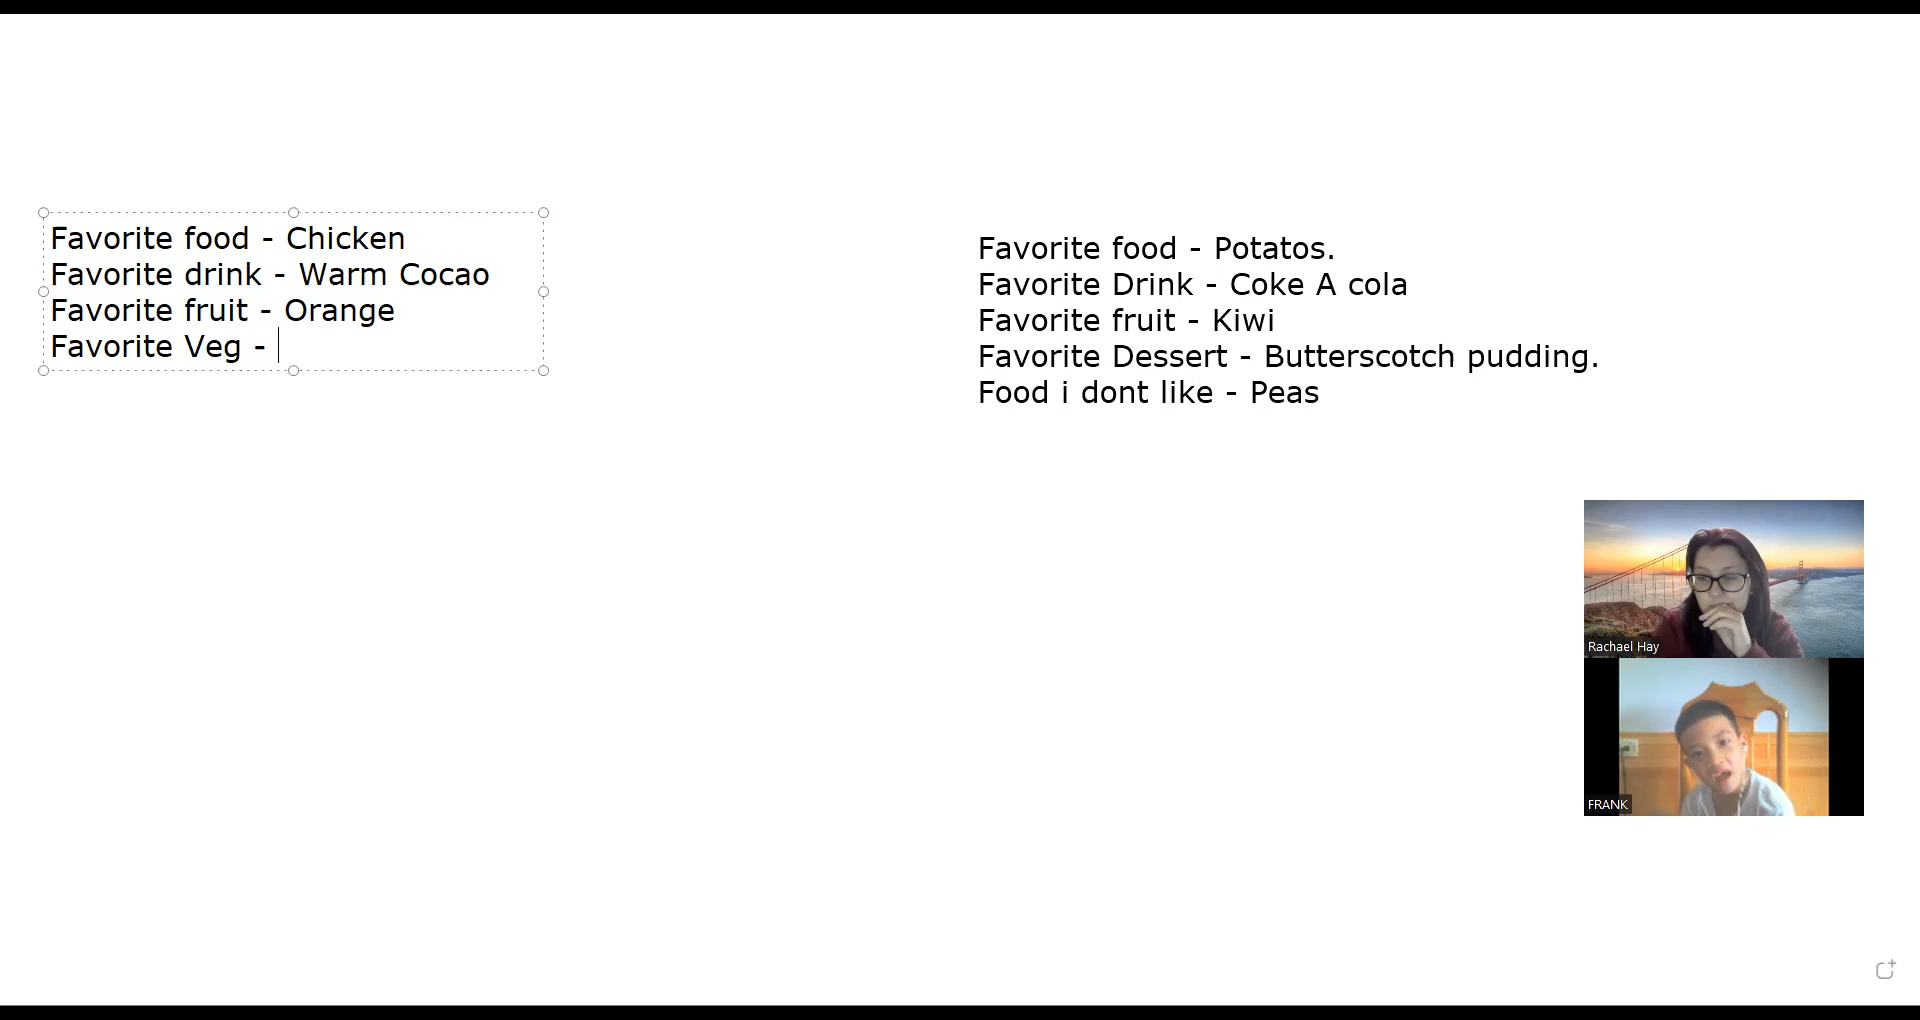 Favorite food - Chicken
Favorite drink - Warm Cocao
Favorite fruit - Orange
Favorite Veg -
Favorite food - Potatos.
Favorite Drink - Coke A cola
Favorite fruit - Kiwi
Favorite Dessert - Butterscotch pudding.
Food i dont like - Peas
Rachael Hay
FRANK